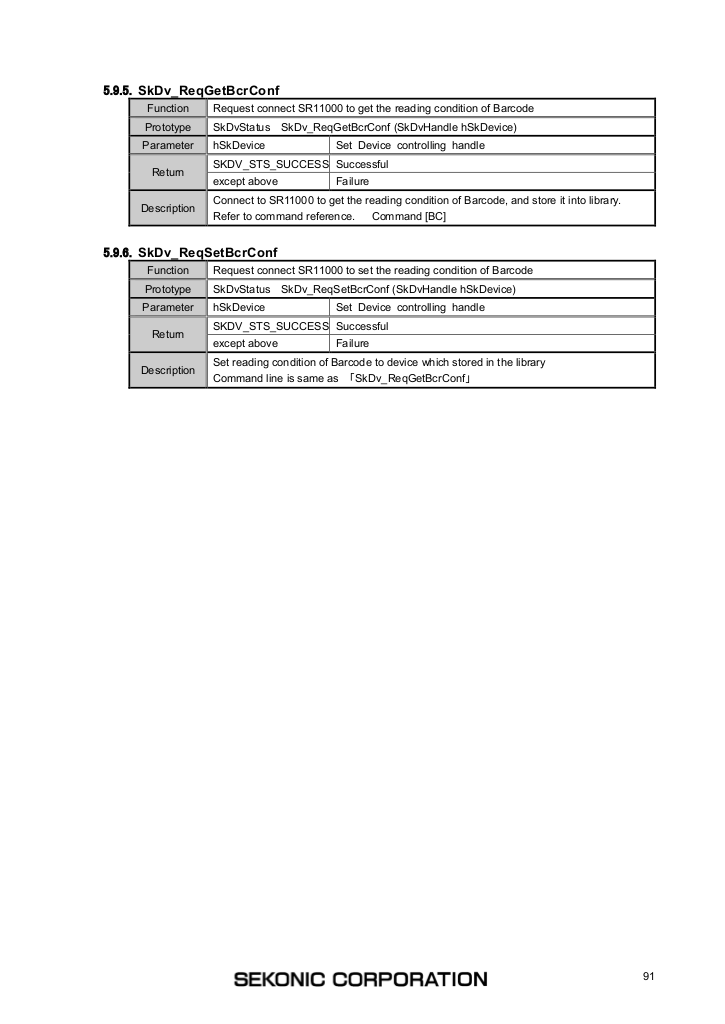 5.9.5. SkDv_ReqGetBcrConf
Function Request connect SR11000 to get the reading condition of Barcode
Prototype SkDvStatus SkDv_ReqGetBcrConf (SkDvHandle hSkDevice)
Parameter hSkDevice Set Device controlling handle
Return SKDV_STS_SUCCESS Successful
except above Failure
Description Connect to SR11000 to get the reading condition of Barcode, and store it into library.
Refer to command reference. Command [BC]
5.9.6. SkDv_ReqSetBcrConf
Function Request connect SR11000 to set the reading condition of Barcode
Prototype SkDvStatus SkDv_ReqSetBcrConf (SkDvHandle hSkDevice)
Parameter hSkDevice Set Device controlling handle
Return SKDV_STS_SUCCESS Successful
except above Failure
Description Set reading condition of Barcode to device which stored in the library
Command line is same as 「SkDv_ReqGetBcrConf」
SEKONIC CORPORATION
91